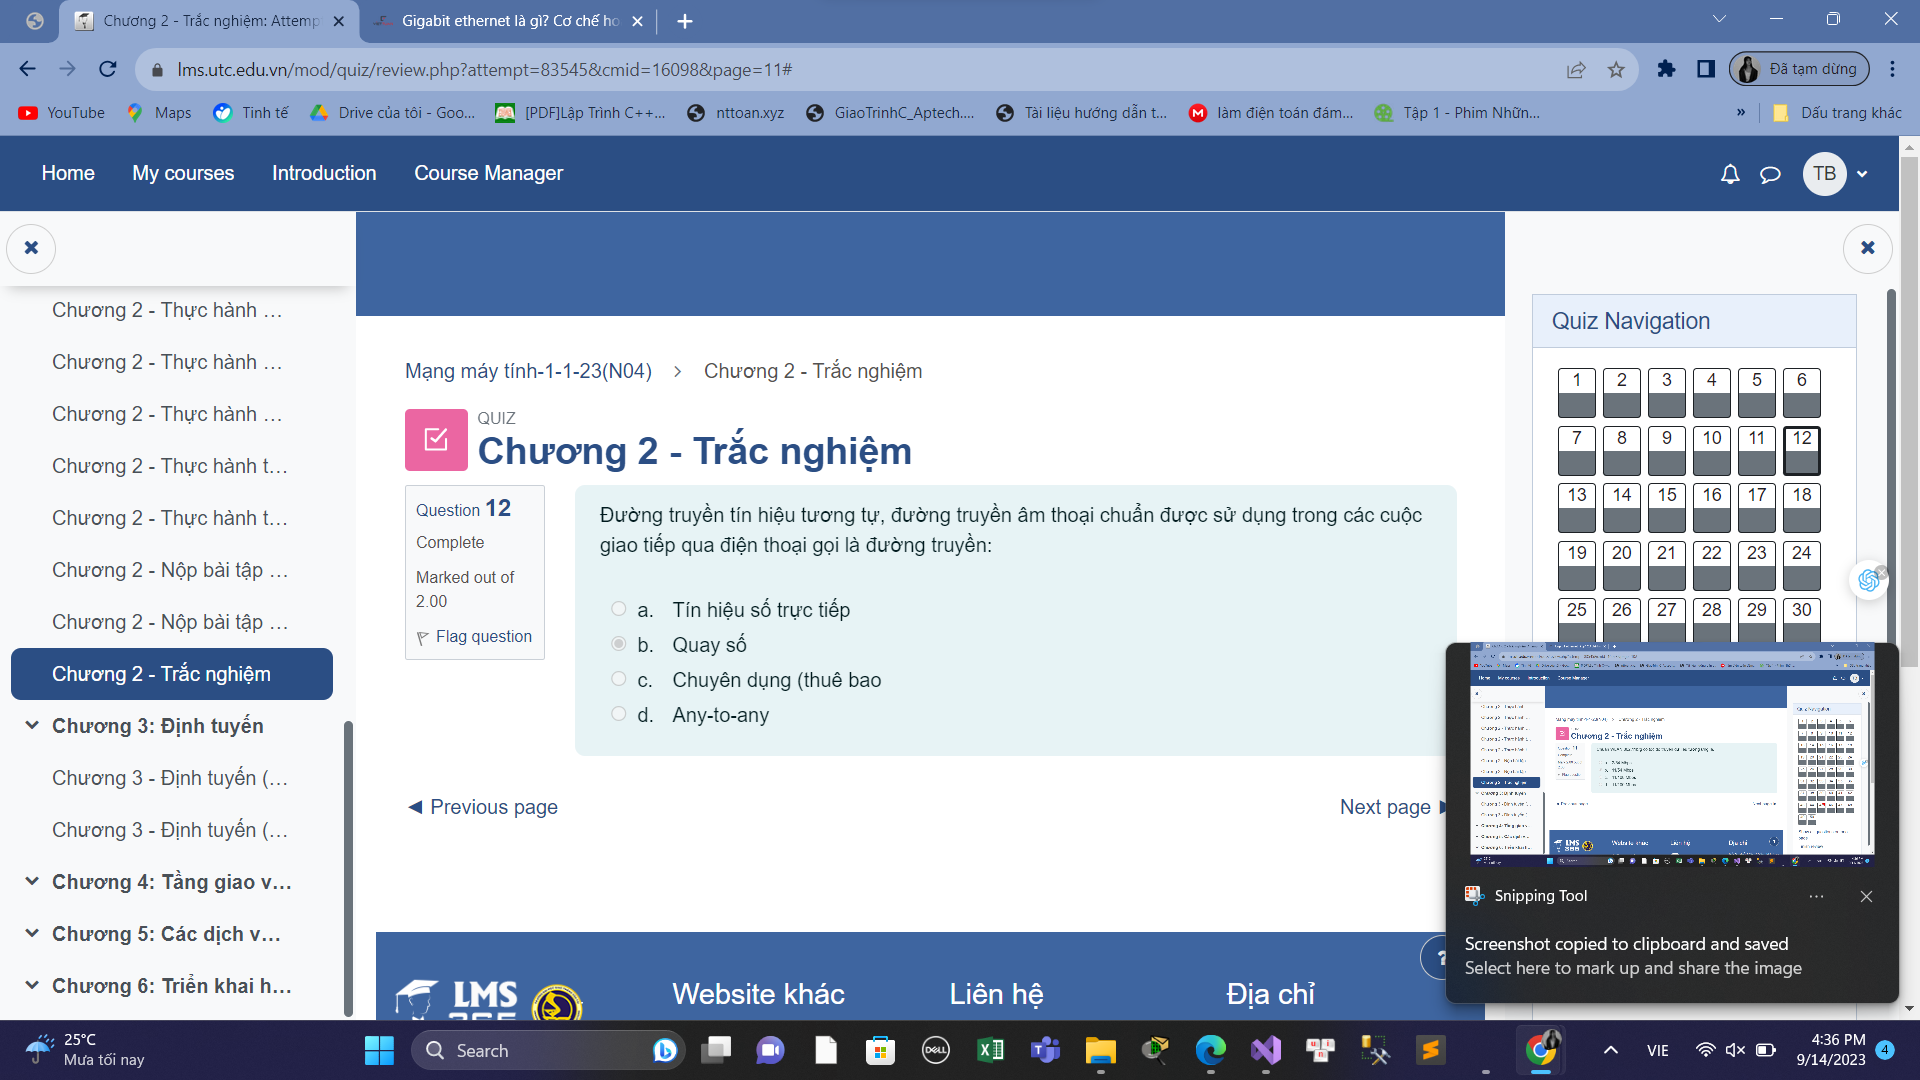 Chương 2 - Trắc nghiệm: Attemp
Gigabit ethernet là gì? Cơ chế ho
lms.utc.edu.vn/mod/quiz/review.php?attempt=83545&cmid=16098&page=11#
Đã tạm dừng
YouTube
Maps
Tinh tế
Drive của tôi - Goo...
[PDF]Lập Trình C++...
nttoan.xyz
GiaoTrinhC_Aptech....
Tài liệu hướng dẫn t...
làm điện toán đám...
Tập 1 - Phim Nhữn...
»
Dấu trang khác
Home
My courses
Introduction
Course Manager
TB
Chương 2 - Thực hành ...
Chương 2 - Thực hành ...
Chương 2 - Thực hành ...
Chương 2 - Thực hành t...
Chương 2 - Thực hành t...
Chương 2 - Nộp bài tập ...
Chương 2 - Nộp bài tập ...
Chương 2 - Trắc nghiệm
Chương 3: Định tuyến
Chương 3 - Định tuyến (...
Chương 3 - Định tuyến (...
Chương 4: Tầng giao v...
Chương 5: Các dịch v...
Chương 6: Triển khai h...
Mạng máy tính-1-1-23(N04)
Chương 2 - Trắc nghiệm
QUIZ
Chương 2 - Trắc nghiệm
Question 12
Complete
Marked out of
2.00
Flag question
Đường truyền tín hiệu tương tự, đường truyền âm thoại chuẩn được sử dụng trong các cuộc
giao tiếp qua điện thoại gọi là đường truyền:
a. Tín hiệu số trực tiếp
b. Quay số
c. Chuyên dụng (thuê bao
d. Any-to-any
◄ Previous page
Next page
Quiz Navigation
1 2 3 4 5 6
7 8 9 10 11 12
13 14 15 16 17 18
19 20 21 22 23 24
25 26 27 28 29 30
Snipping Tool
...
Screenshot copied to clipboard and saved
Select here to mark up and share the image
LMS
Website khác
Liên hệ
Địa chỉ
?
25°C
Mưa tối nay
Search
DELL
VIE
4:36 PM
9/14/2023
4